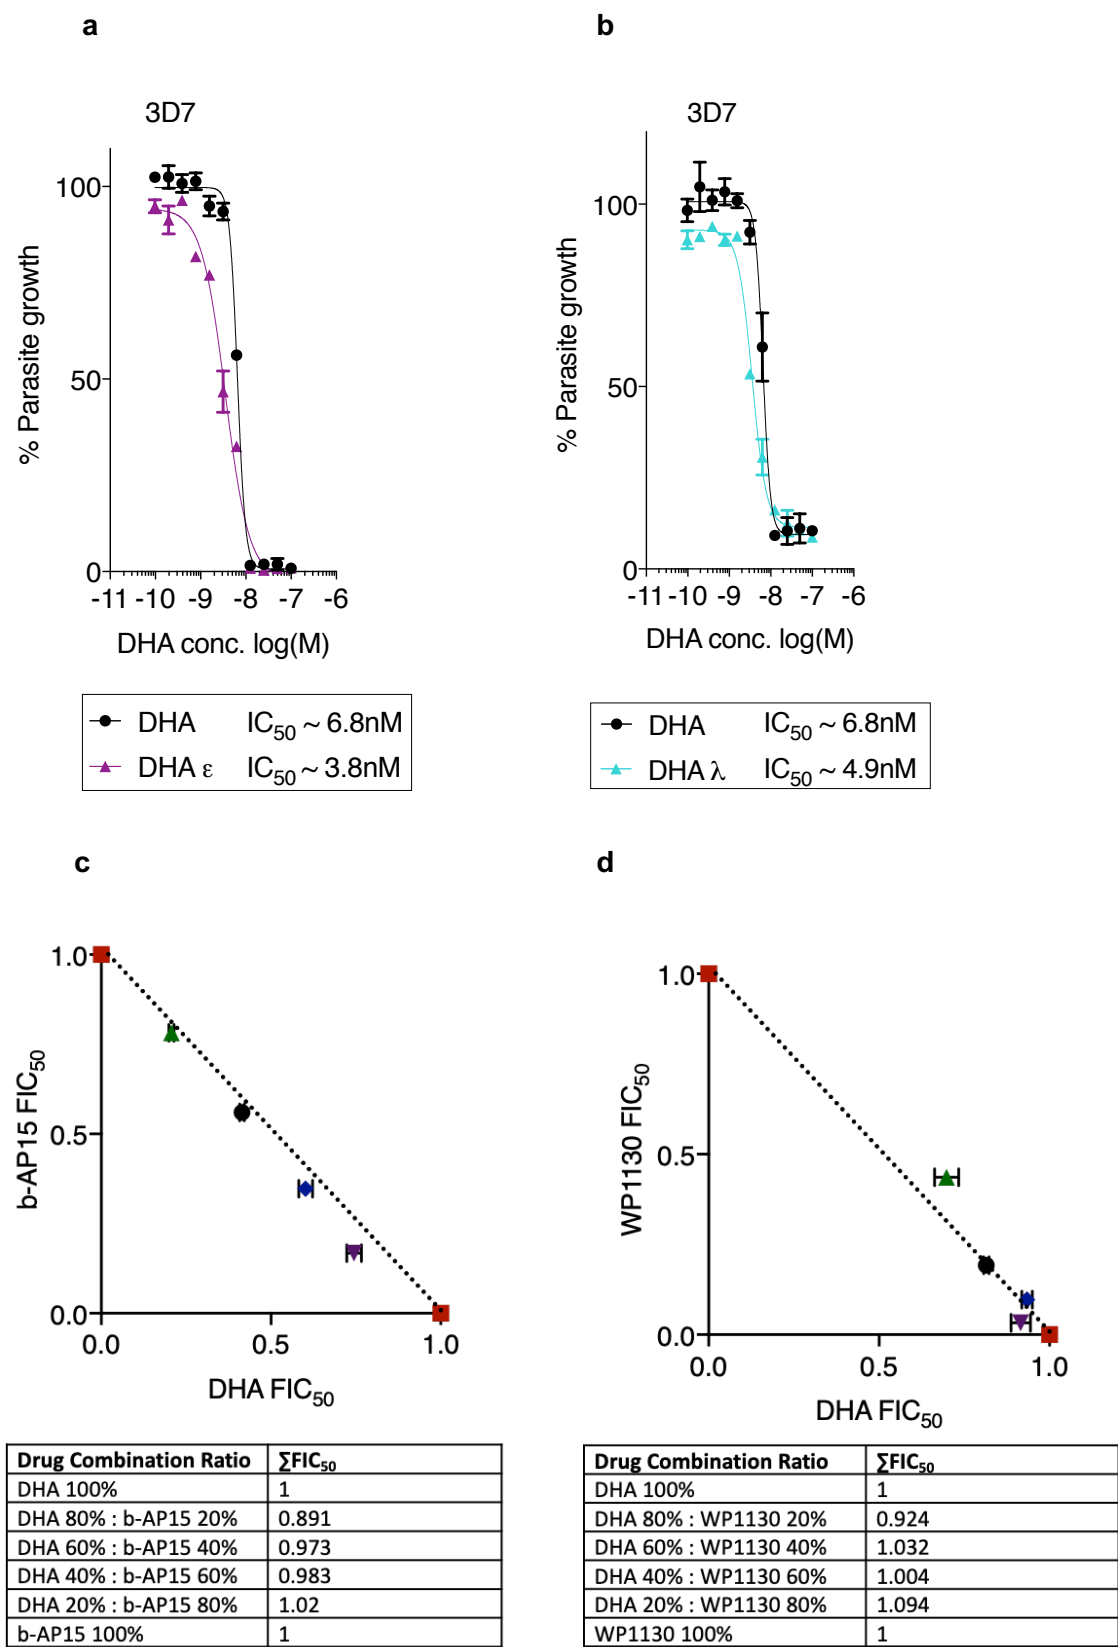 a
b
3D7
3D7
% Parasite growth
100
50
0
-11 -10 -9 -8 -7 -6
DHA conc. log(M)
% Parasite growth
100
50
0
-11 -10 -9 -8 -7 -6
DHA conc. log(M)
DHA IC50 ~ 6.8nM
DHA ε IC50 ~ 3.8nM
DHA IC50 ~ 6.8nM
DHA λ IC50 ~ 4.9nM
c
d
b-AP15 FIC50
1.0
0.5
0.0
0.0 0.5 1.0
DHA FIC50
WP1130 FIC50
1.0
0.5
0.0
0.0 0.5 1.0
DHA FIC50
Drug Combination Ratio ∑FIC50
DHA 100% 1
DHA 80% : b-AP15 20% 0.891
DHA 60% : b-AP15 40% 0.973
DHA 40% : b-AP15 60% 0.983
DHA 20% : b-AP15 80% 1.02
b-AP15 100% 1
Drug Combination Ratio ∑FIC50
DHA 100% 1
DHA 80% : WP1130 20% 0.924
DHA 60% : WP1130 40% 1.032
DHA 40% : WP1130 60% 1.004
DHA 20% : WP1130 80% 1.094
WP1130 100% 1